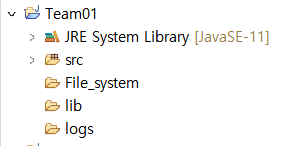 Team01
JRE System Library [JavaSE-11]
src
File_system
lib
logs